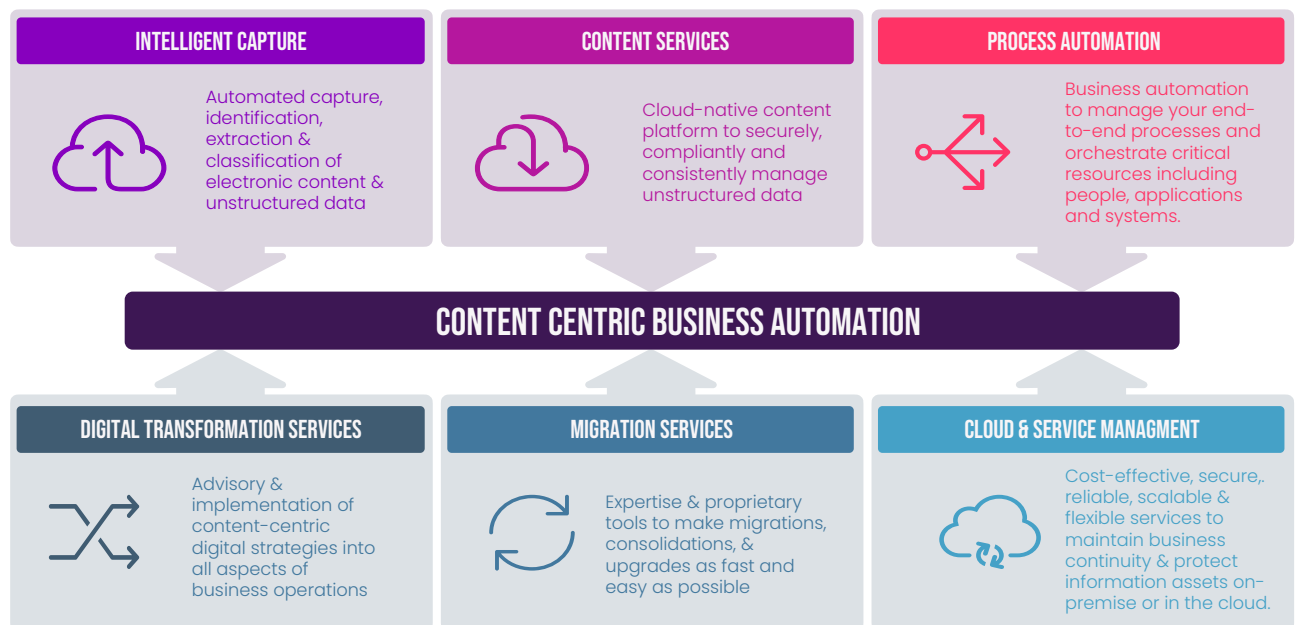 INTELLIGENT CAPTURE
Automated capture,
identification,
extraction &
classification of
electronic content &
unstructured data
CONTENT SERVICES
Cloud-native content
platform to securely,
compliantly and
consistently manage
unstructured data
PROCESS AUTOMATION
Business automation
to manage your end-
to-end processes and
orchestrate critical
resources including
people, applications
and systems.
CONTENT CENTRIC BUSINESS AUTOMATION
DIGITAL TRANSFORMATION SERVICES
Advisory &
implementation of
content-centric
digital strategies into
all aspects of
business operations
MIGRATION SERVICES
Expertise & proprietary
tools to make migrations,
consolidations, &
upgrades as fast and
easy as possible
CLOUD & SERVICE MANAGMENT
Cost-effective, secure,.
reliable, scalable &
flexible services to
maintain business
continuity & protect
information assets on-
premise or in the cloud.